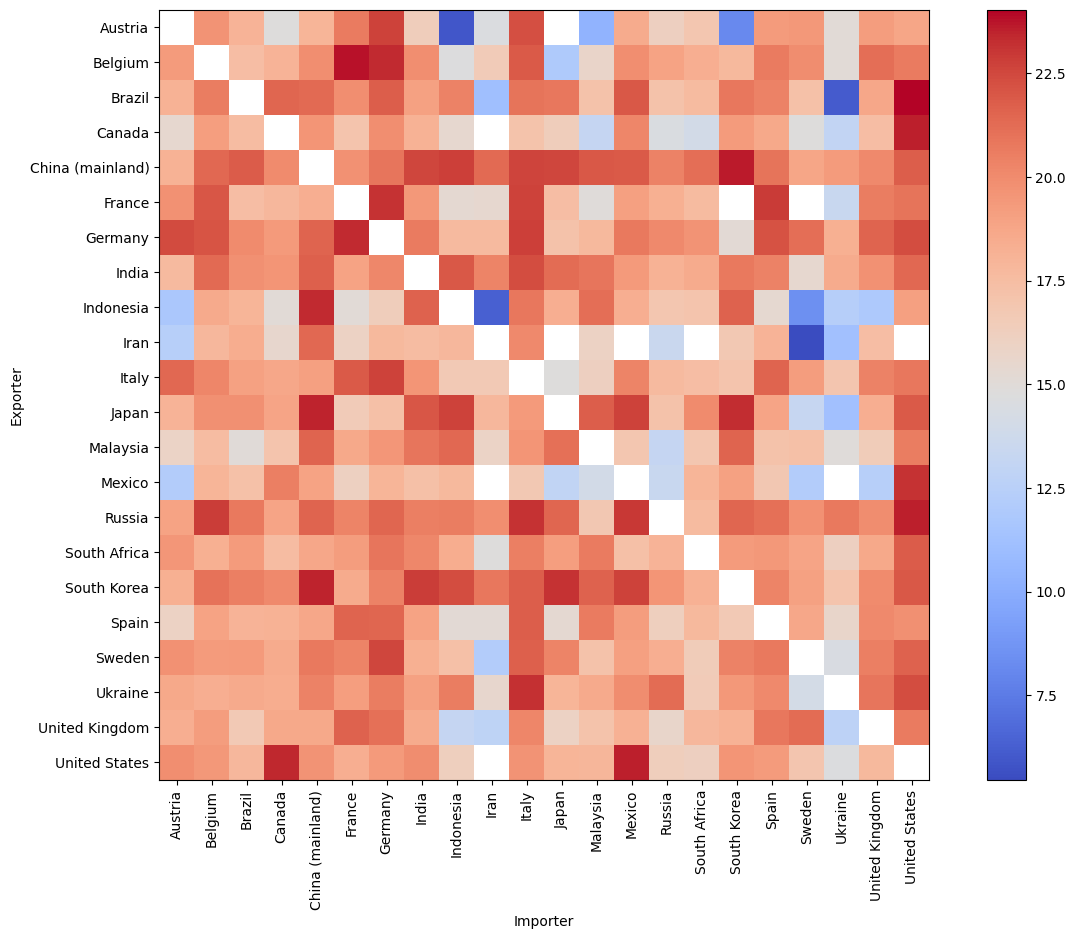 Exporter
Austria
Belgium
Brazil
Canada
China (mainland)
France
Germany
India
Indonesia
Iran
Italy
Japan
Malaysia
Mexico
Russia
South Africa
South Korea
Spain
Sweden
Ukraine
United Kingdom
United States
Austria
Belgium
Brazil
Canada
China (mainland)
France
Germany
India
Indonesia
Iran
Italy
Japan
Malaysia
Mexico
Russia
South Africa
South Korea
Spain
Sweden
Ukraine
United Kingdom
United States
Importer
22.5
20.0
17.5
15.0
12.5
10.0
7.5